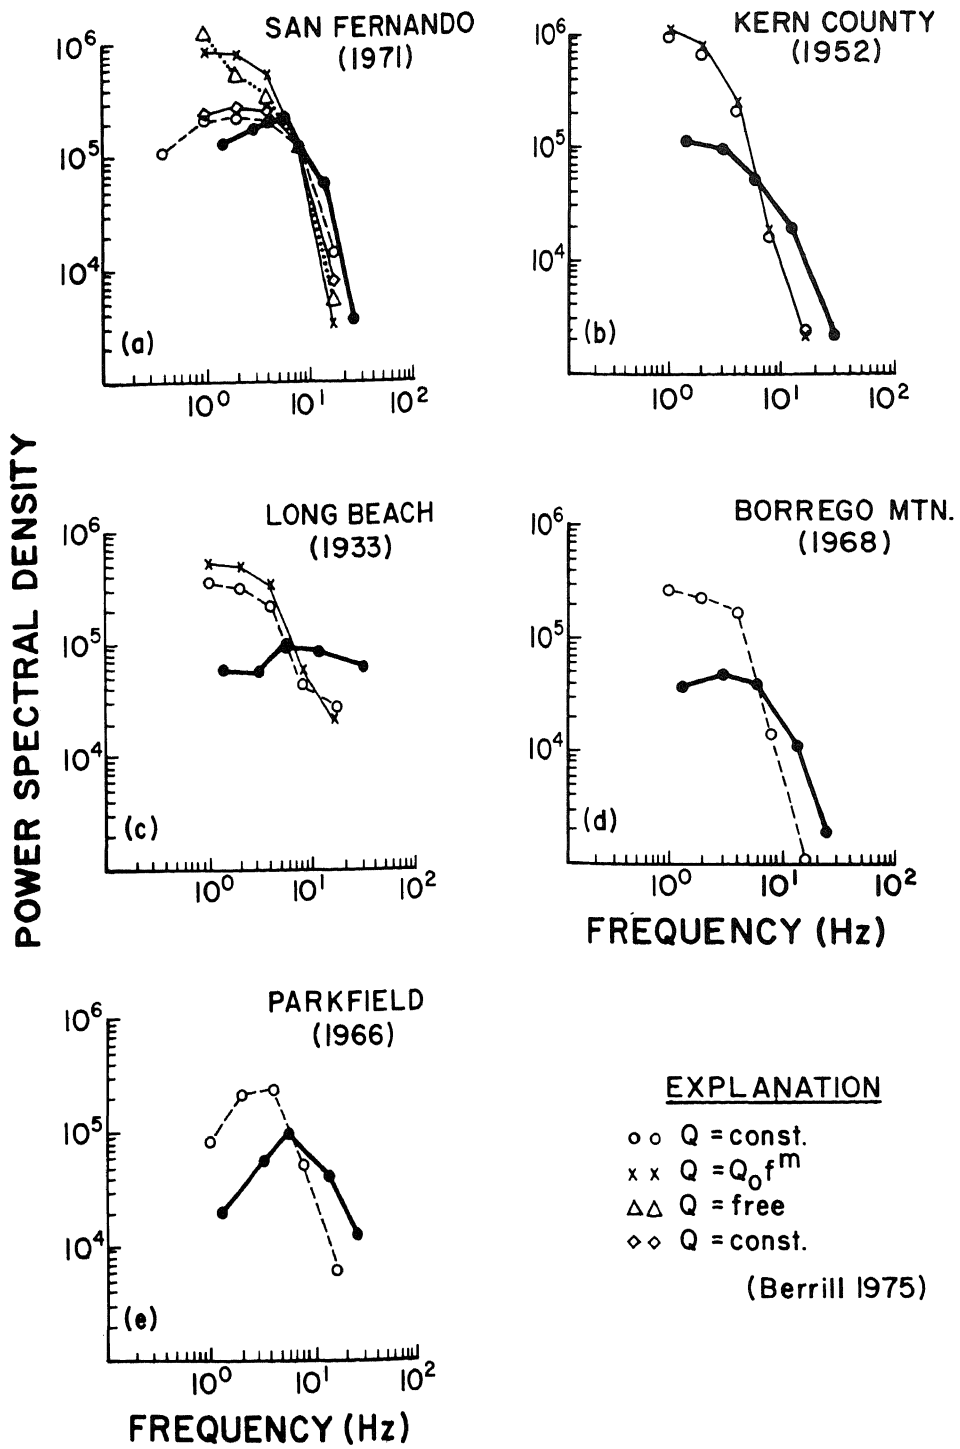 SAN FERNANDO
(1971)
10⁶
10⁵
10⁴
(a)
10⁰ 10¹ 10²
KERN COUNTY
(1952)
10⁶
10⁵
10⁴
(b)
10⁰ 10¹ 10²
POWER SPECTRAL DENSITY
LONG BEACH
(1933)
10⁶
10⁵
10⁴
(c)
10⁰ 10¹ 10²
BORREGO MTN.
(1968)
10⁶
10⁵
10⁴
(d)
10⁰ 10¹ 10²
FREQUENCY (Hz)
PARKFIELD
(1966)
10⁶
10⁵
10⁴
(e)
10⁰ 10¹ 10²
FREQUENCY (Hz)
EXPLANATION
Q = const.
Q = Q₀fᵐ
Q = free
Q = const.
(Berrill 1975)